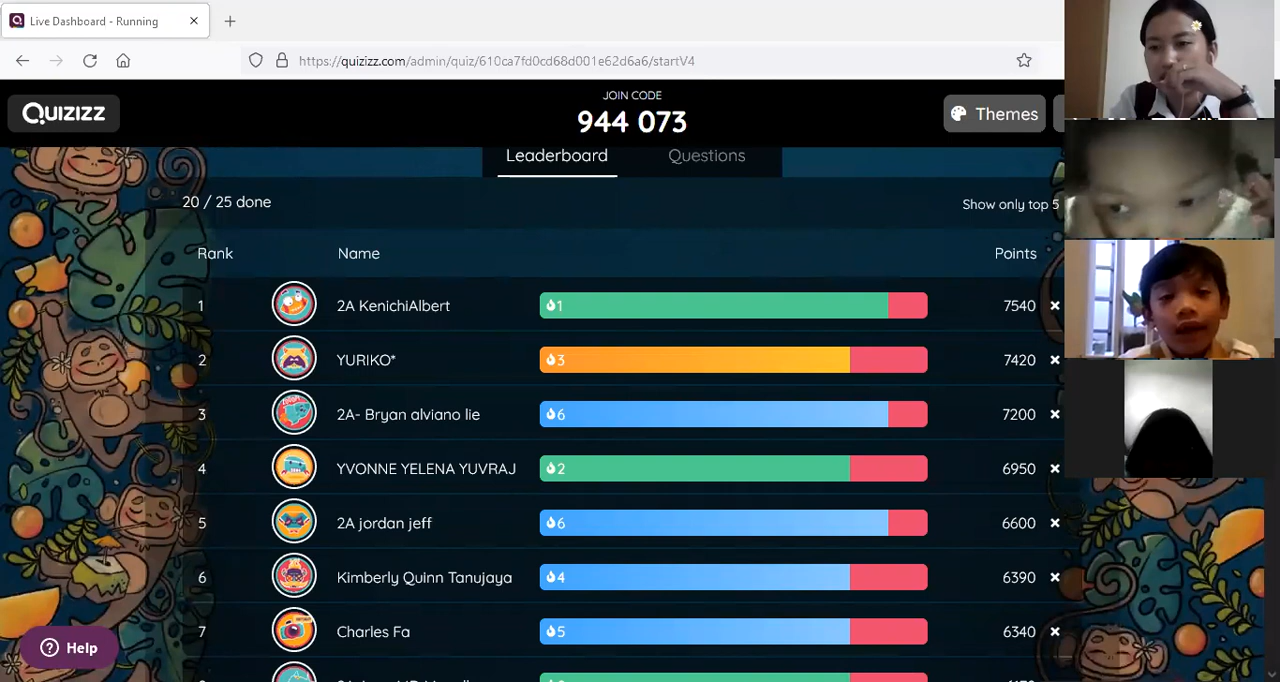 Live Dashboard - Running
https://quizizz.com/admin/quiz/610ca7fd0cd68d001e62d6a6/startV4
QUIZIZZ
JOIN CODE
944 073
Themes
Leaderboard Questions
20 / 25 done
Show only top 5
Rank Name Points
1 2A KenichiAlbert 1 7540
2 YURIKO* 3 7420
3 2A- Bryan alviano lie 6 7200
4 YVONNE YELENA YUVRAJ 2 6950
5 2A jordan jeff 6 6600
6 Kimberly Quinn Tanujaya 4 6390
7 Charles Fa 5 6340
Help